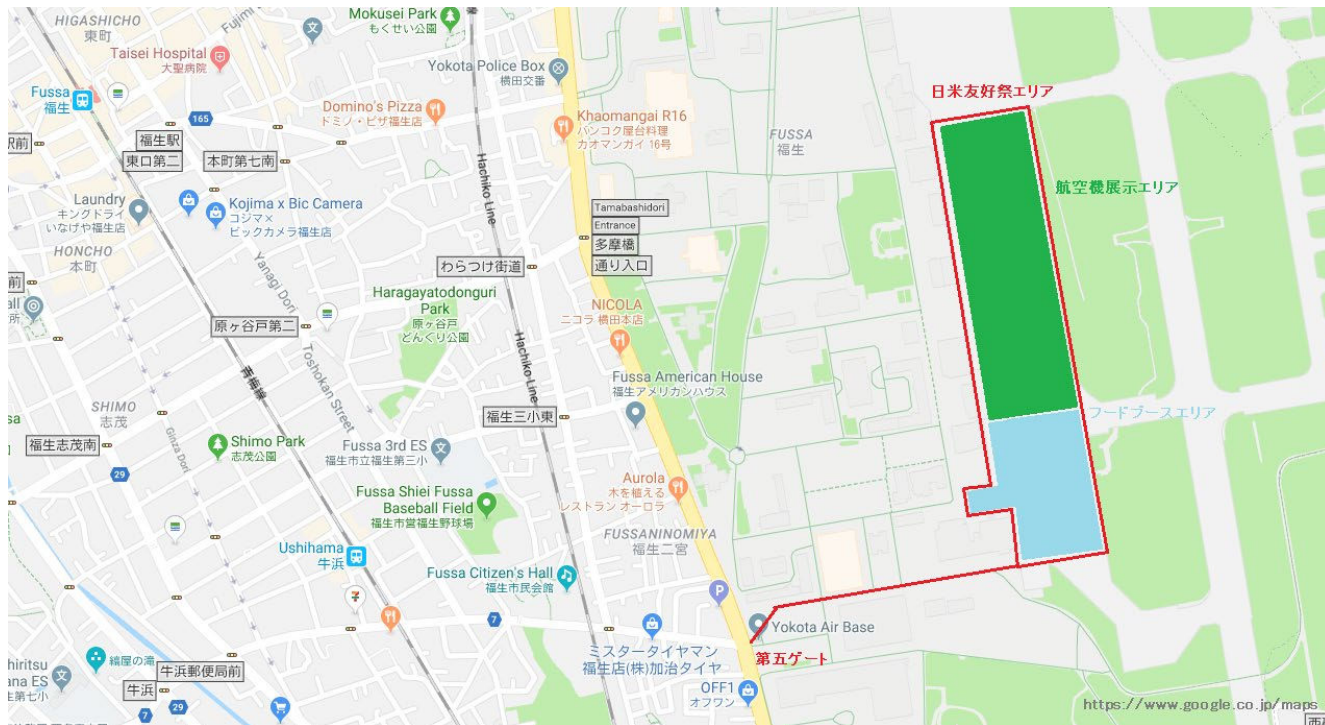 HIGASHICHO
東町
Taisei Hospital
大聖病院
Fussa
福生
165
福生駅
東口第二
駅前
Mokusei Park
もくせい公園
Yokota Police Box
横田交番
Domino's Pizza
ドミノ・ピザ福生店
本町第七南
Khaomangai R16
バンコク屋台料理
カオマンガイ 16号
FUSSA
福生
日米友好祭エリア
航空機展示エリア
Hachiko Line
Laundry
キングドライ
いなげや福生店
Kojima x Bic Camera
コジマ×
ビックカメラ福生店
HONCHO
本町
Yanagi Dori
Tamabashidori
Entrance
多摩橋
通り入口
わらつけ街道
前
Haragayatodonguri
Park
原ヶ谷戸
どんぐり公園
原ヶ谷戸第二
NICOLA
ニコラ 横田本店
Toshokan Street
青梅線
Hachiko Line
Fussa American House
福生アメリカンハウス
SHIMO
志茂
福生三小東
フードブースエリア
福生志茂南
Ginza Dori
Shimo Park
志茂公園
Fussa 3rd ES
福生市立福生第三小
29
Aurola
木を植える
レストラン オーロラ
Fussa Shiei Fussa
Baseball Field
福生市営福生野球場
FUSSANINOMIYA
福生二宮
Ushihama
牛浜
Fussa Citizen's Hall
福生市民会館
7
P
Yokota Air Base
ミスタータイヤマン
福生店(株)加治タイヤ
第五ゲート
縞屋の滝
牛浜郵便局前
牛浜
29
7
OFF1
オフワン
https://www.google.co.jp/maps